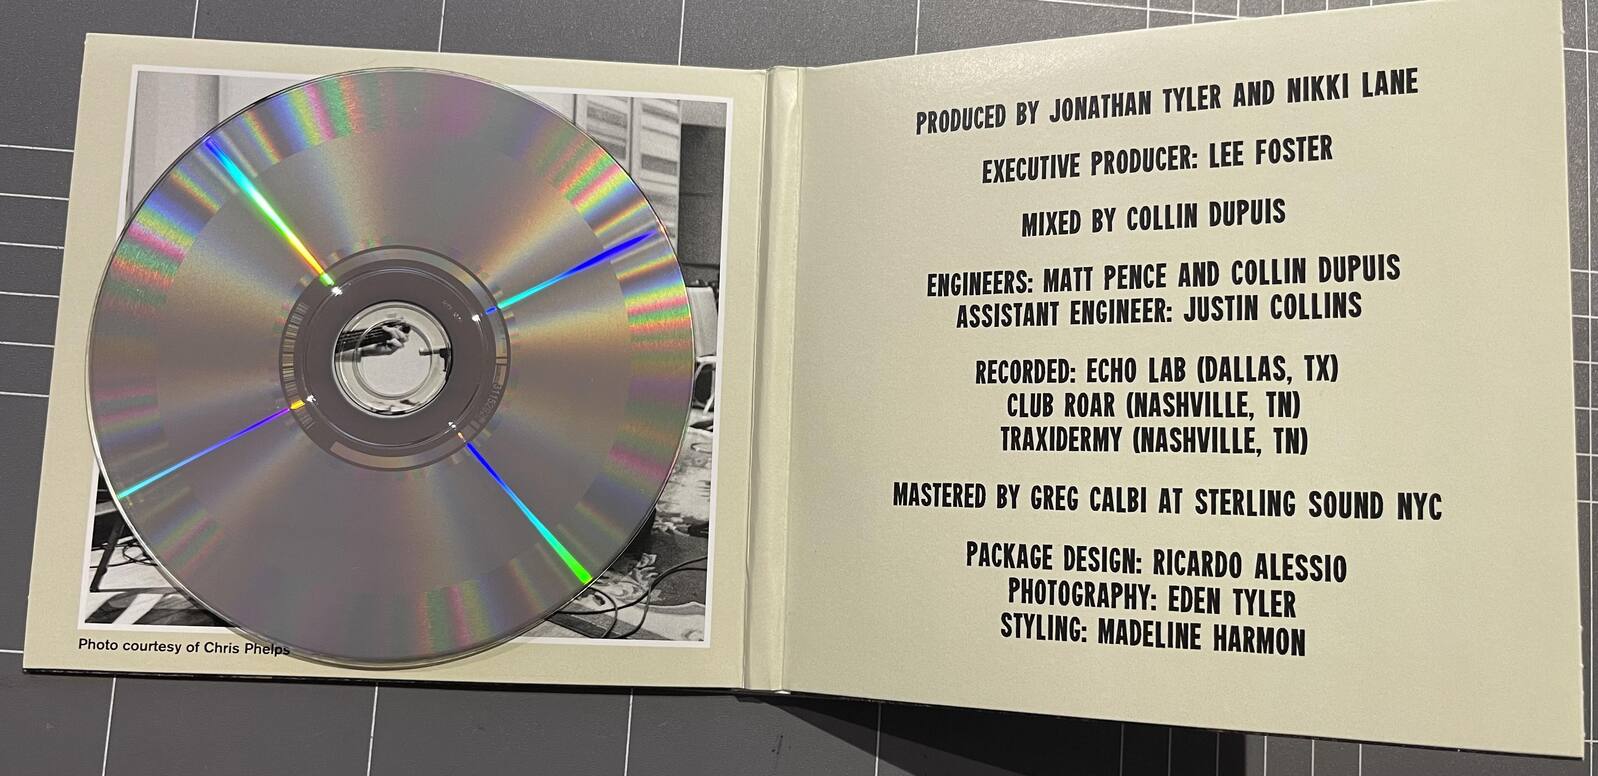 Photo courtesy of Chris Phelps
PRODUCED BY JONATHAN TYLER AND NIKKI LANE
EXECUTIVE PRODUCER: LEE FOSTER
MIXED BY COLLIN DUPUIS
ENGINEERS: MATT PENCE AND COLLIN DUPUIS
ASSISTANT ENGINEER: JUSTIN COLLINS
RECORDED: ECHO LAB (DALLAS, TX)
CLUB ROAR (NASHVILLE, TN)
TRAXIDERMY (NASHVILLE, TN)
MASTERED BY GREG CALBI AT STERLING SOUND NYC
PACKAGE DESIGN: RICARDO ALESSIO
PHOTOGRAPHY: EDEN TYLER
STYLING: MADELINE HARMON